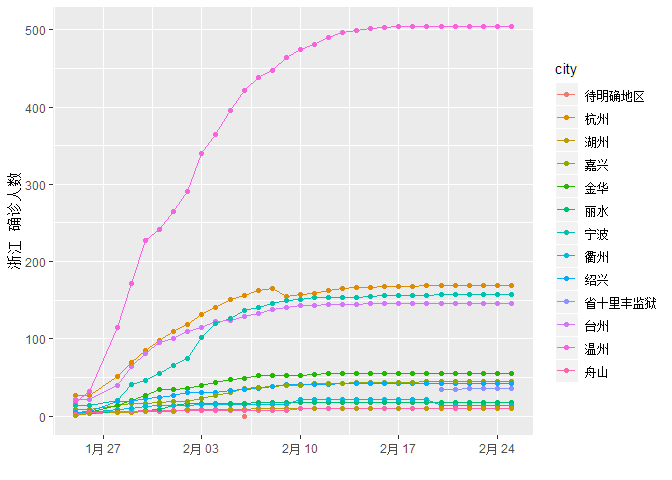 500
400
300
200
100
0
浙江 确诊人数
1月 27
2月 03
2月 10
2月 17
2月 24
city
待明确地区
杭州
湖州
嘉兴
金华
丽水
宁波
衢州
绍兴
省十里丰监狱
台州
温州
舟山